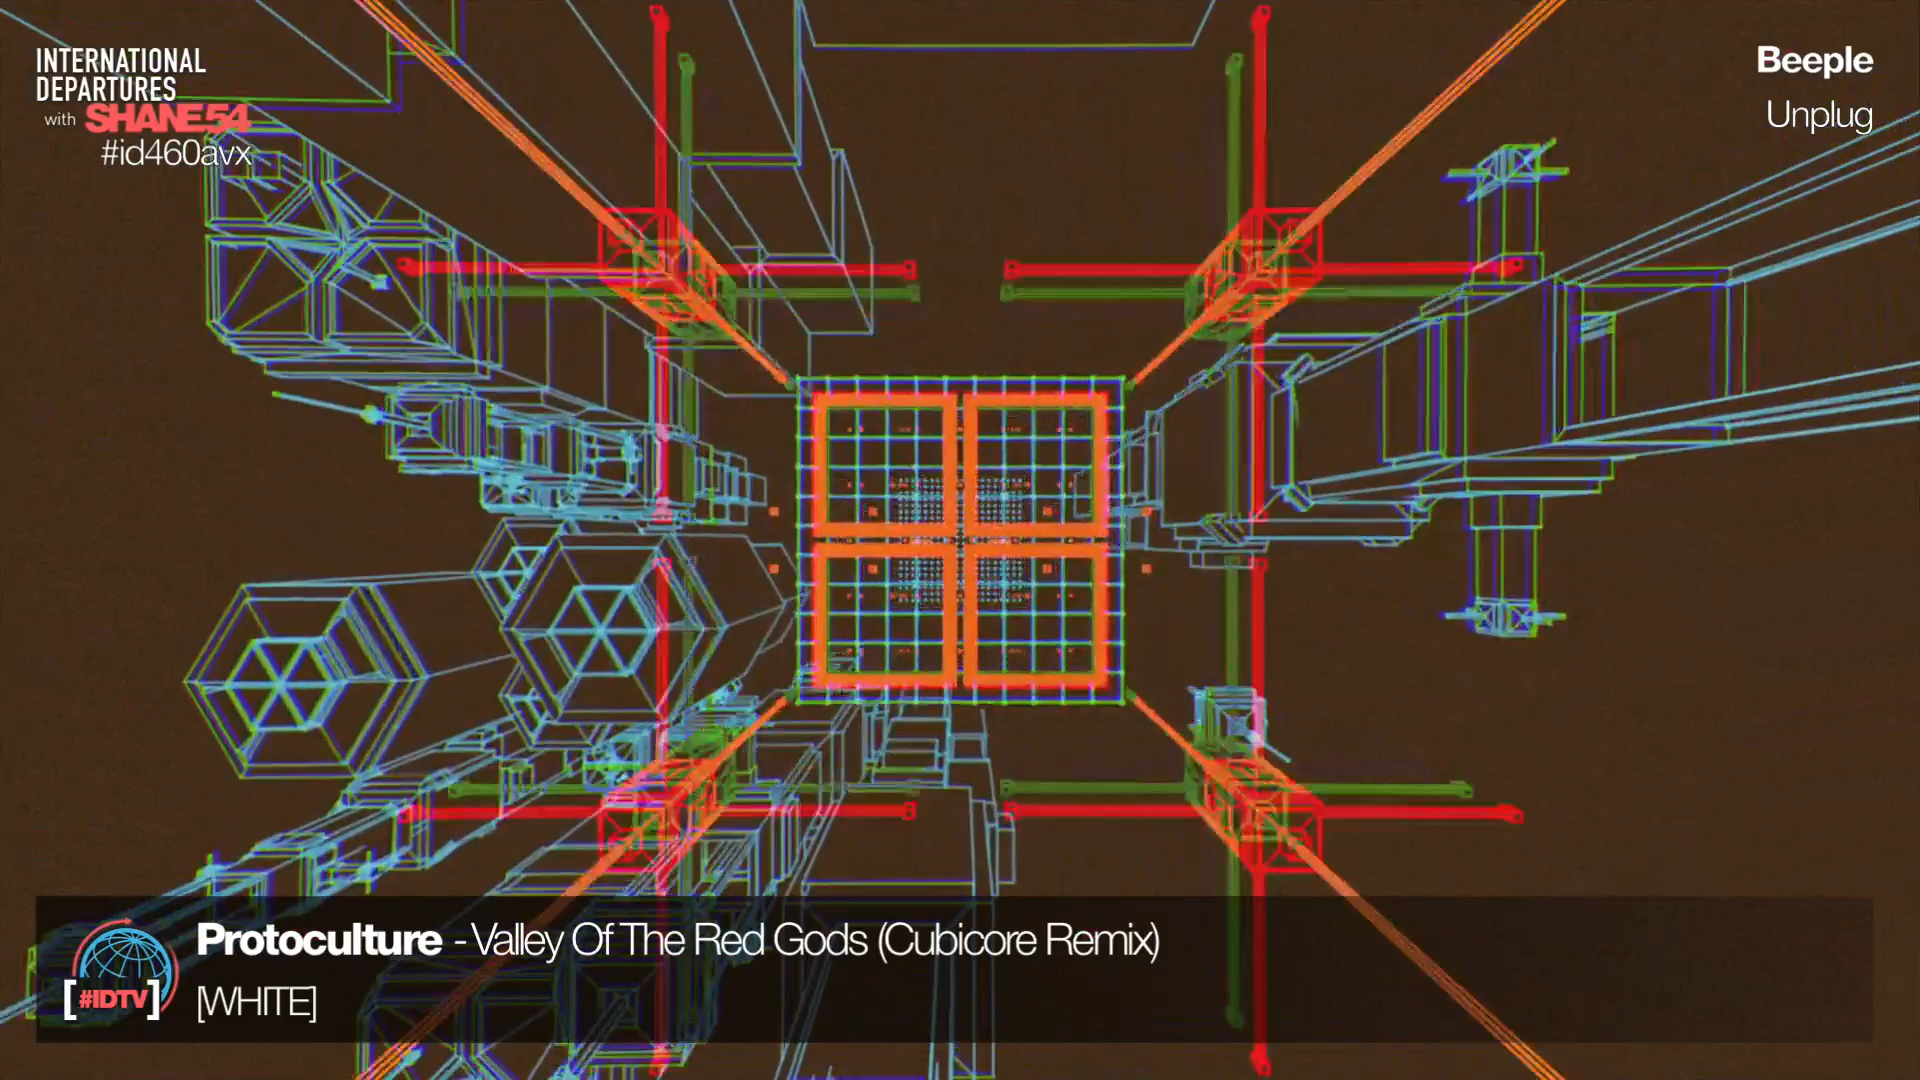 INTERNATIONAL
DEPARTURES
with SHANE 54
#id460avx
Beeple
Unplug
Protoculture - Valley Of The Red Gods (Cubicore Remix)
[WHITE]
[#IDTV]